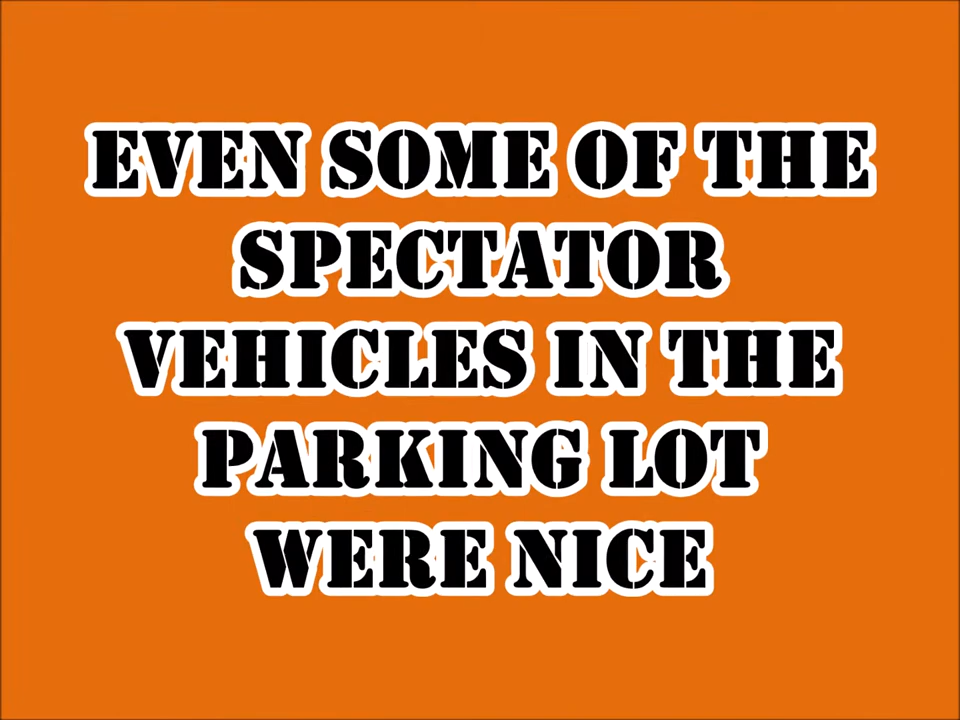 EVEN SOME OF THE
SPECTATOR
VEHICLES IN THE
PARKING LOT
WERE NICE